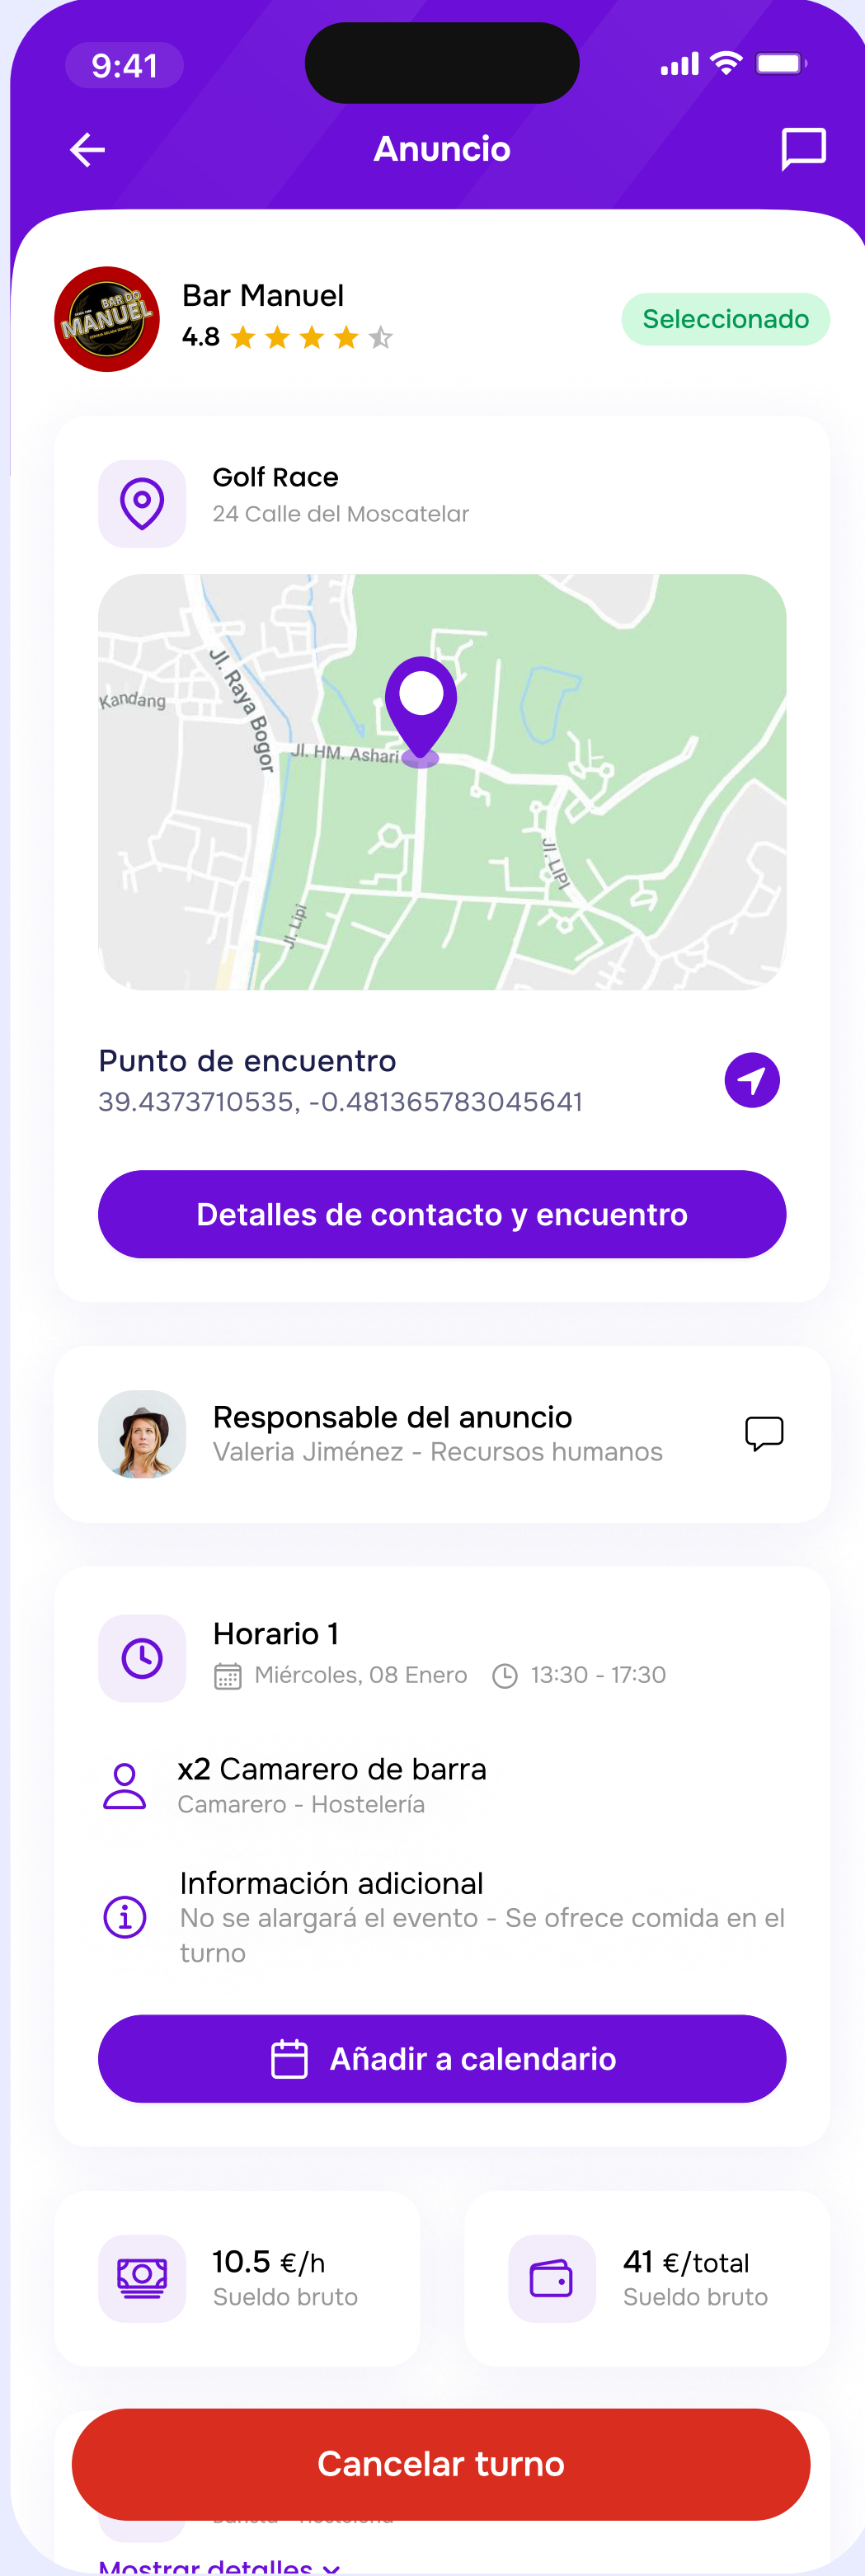 9:41
Anuncio
BAR DO
MANUEL
Bar Manuel
4.8
Seleccionado
Golf Race
24 Calle del Moscatelar
Kandang
Jl. Raya Bogor
Jl. HM. Ashari
Jl. LIPI
Jl. Lipi
Punto de encuentro
39.4373710535, -0.481365783045641
Detalles de contacto y encuentro
Responsable del anuncio
Valeria Jiménez - Recursos humanos
Horario 1
Miércoles, 08 Enero 13:30 - 17:30
x2 Camarero de barra
Camarero - Hostelería
Información adicional
No se alargará el evento - Se ofrece comida en el
turno
Añadir a calendario
10.5 €/h
Sueldo bruto
41 €/total
Sueldo bruto
Cancelar turno
Mostrar detalles